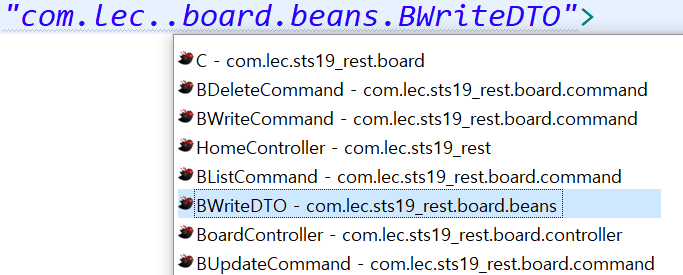 "com.lec..board.beans.BWriteDTO">
C - com.lec.sts19_rest.board
BDeleteCommand - com.lec.sts19_rest.board.command
BWriteCommand - com.lec.sts19_rest.board.command
HomeController - com.lec.sts19_rest
BListCommand - com.lec.sts19_rest.board.command
BWriteDTO - com.lec.sts19_rest.board.beans
BoardController - com.lec.sts19_rest.board.controller
BUpdateCommand - com.lec.sts19_rest.board.command